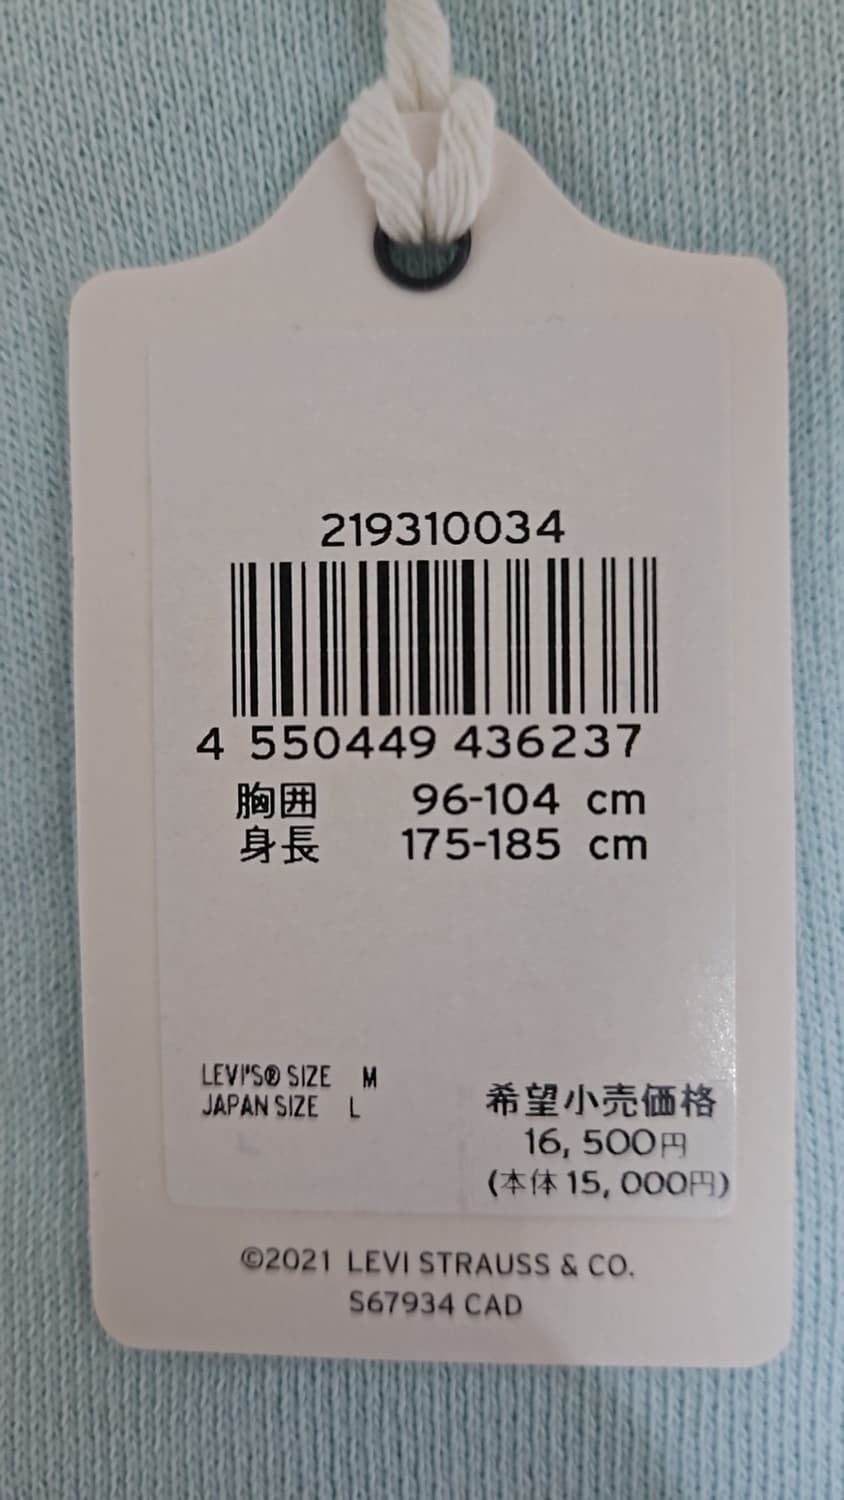 219310034
4 550449 436237
胸囲 96-104 cm
身長 175-185 cm
LEVI'S® SIZE M
JAPAN SIZE L
希望小売価格
16,500円
(本体15,000円)
©2021 LEVI STRAUSS & CO.
S67934 CAD